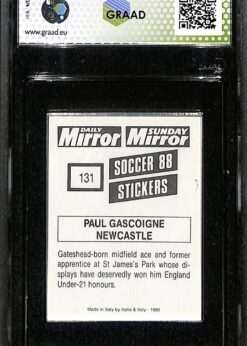 www.graad.eu
GRAAD
DAILY SUNDAY
Mirror Mirror
131
SOCCER 88
STICKERS
PAUL GASCOIGNE
NEWCASTLE
Gateshead-born midfield ace and former
apprentice at St James's Park whose dis-
plays have deservedly won him England
Under-21 honours.
Made in Italy by